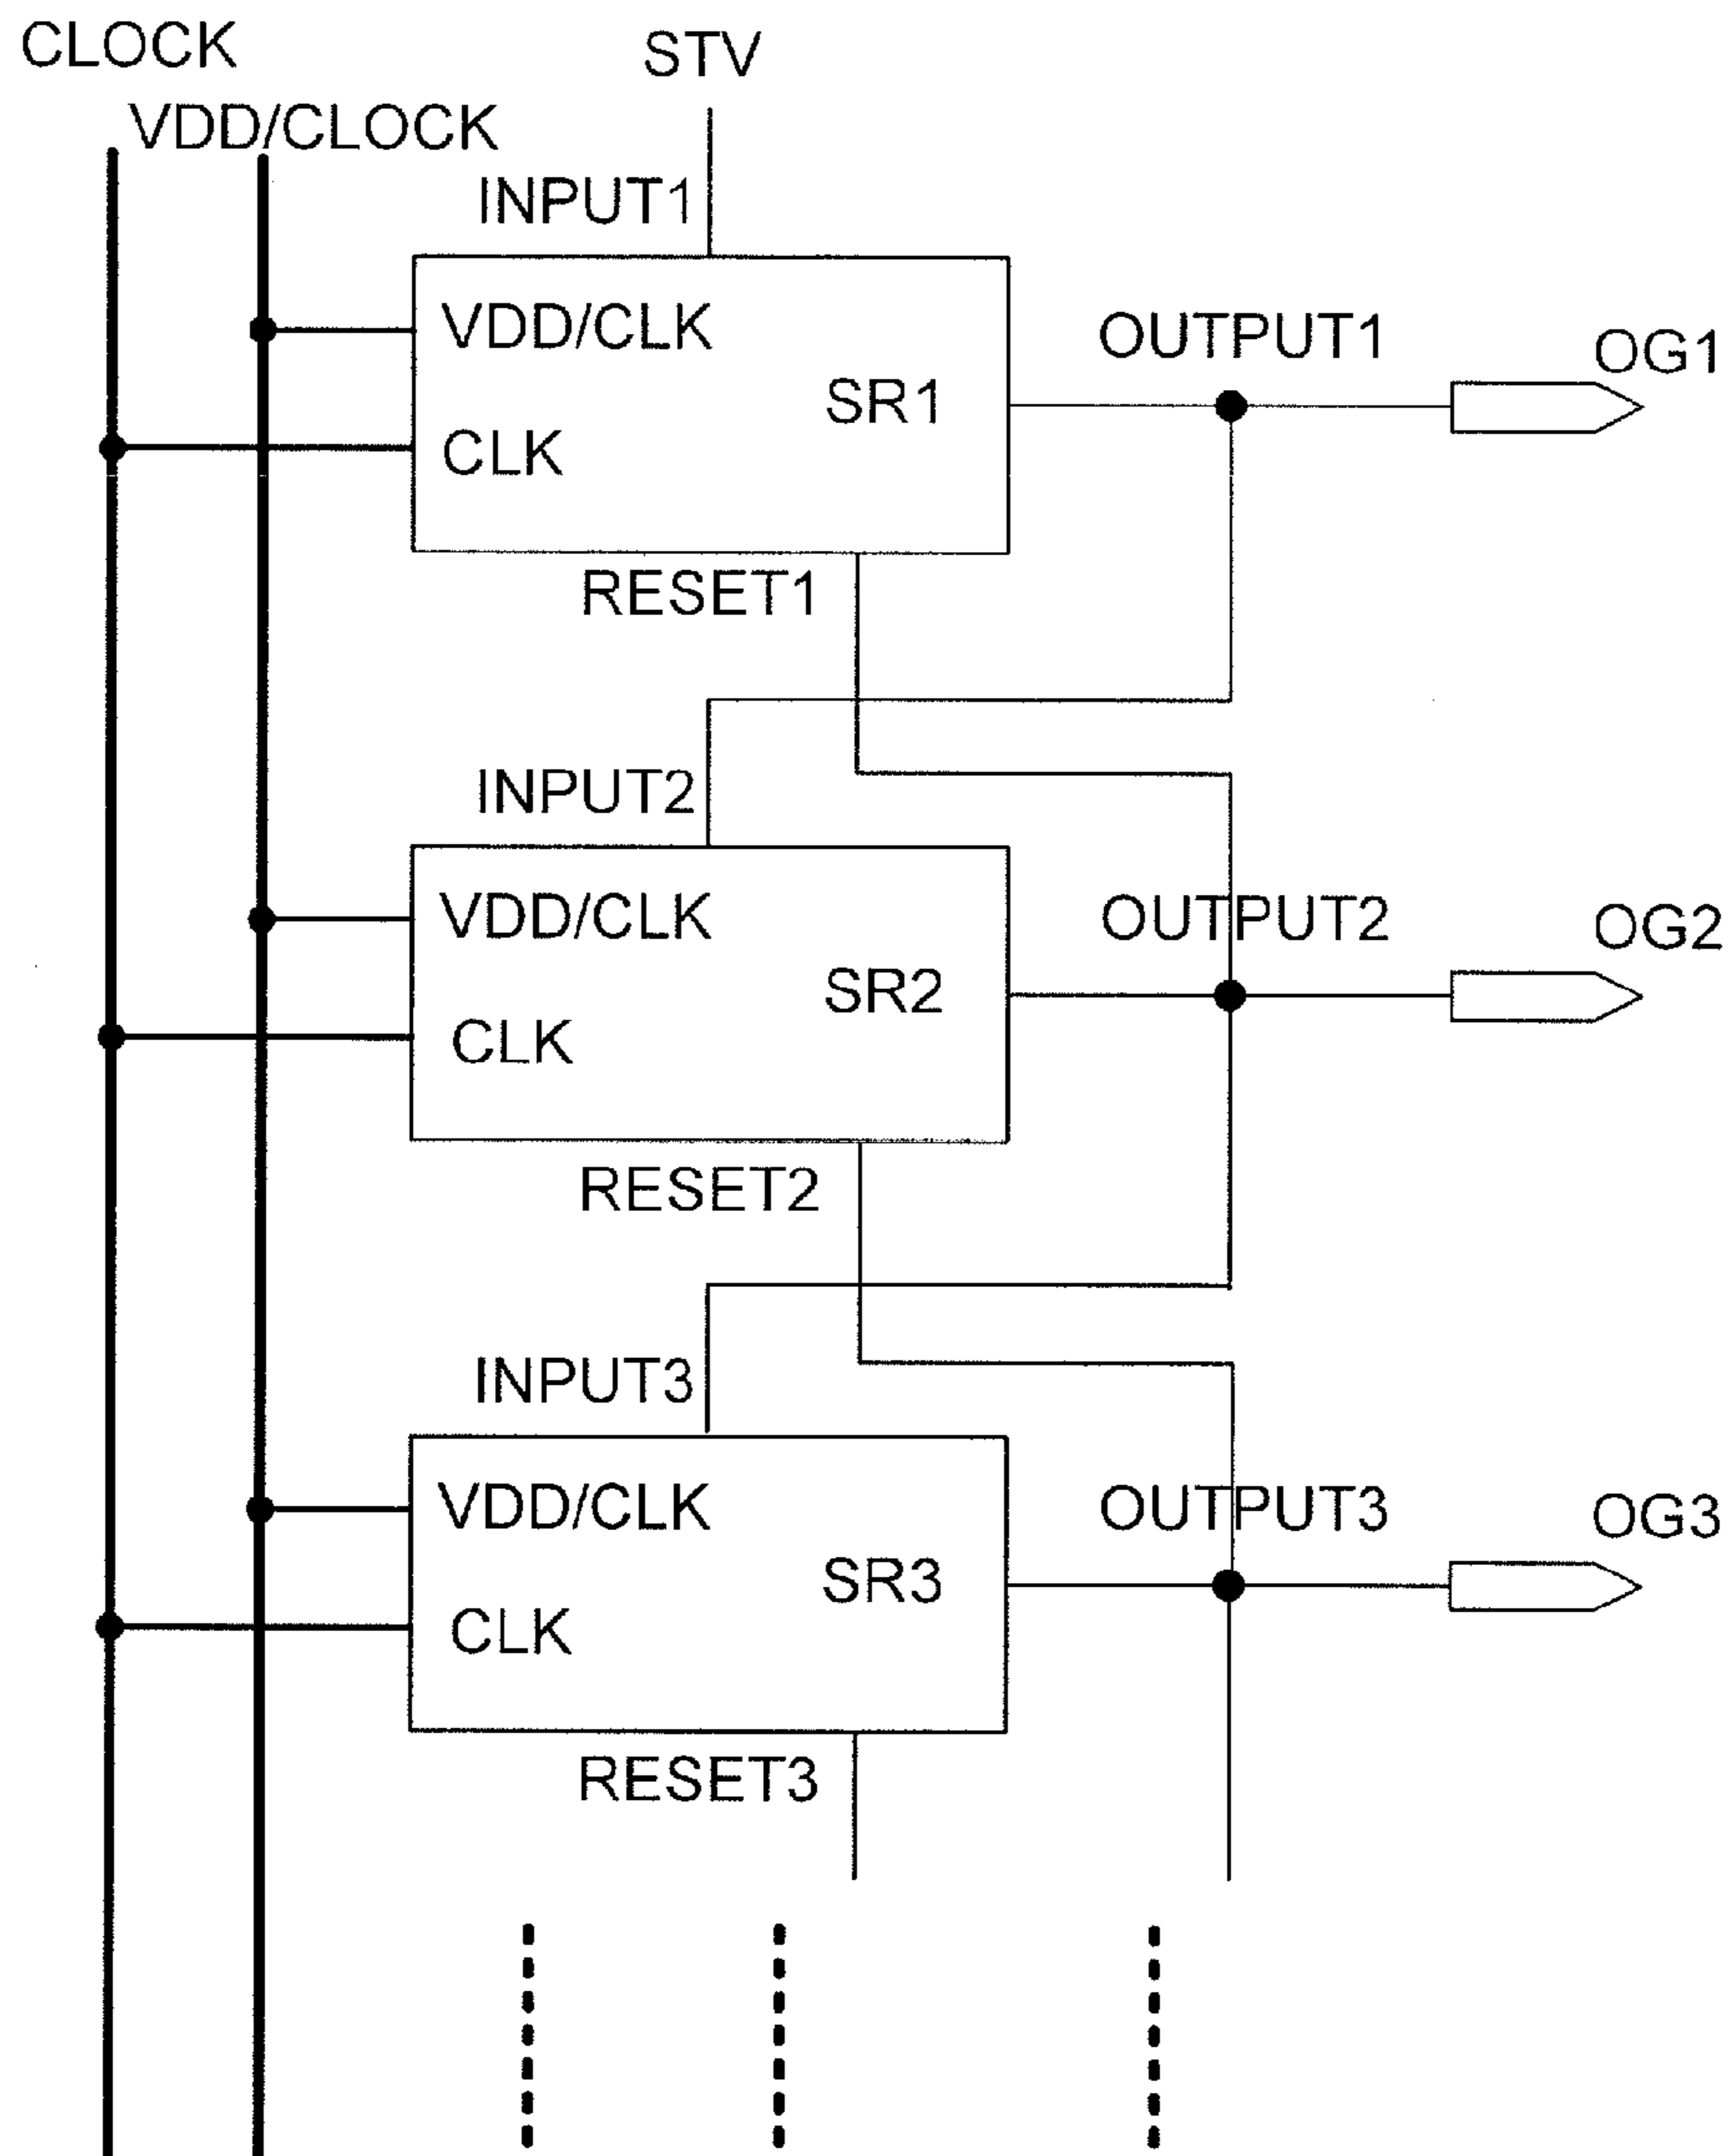 CLOCK
STV
VDD/CLOCK
INPUT1
VDD/CLK
OUTPUT1
OG1
SR1
CLK
RESET1
INPUT2
VDD/CLK
OUTPUT2
OG2
SR2
CLK
RESET2
INPUT3
VDD/CLK
OUTPUT3
OG3
SR3
CLK
RESET3